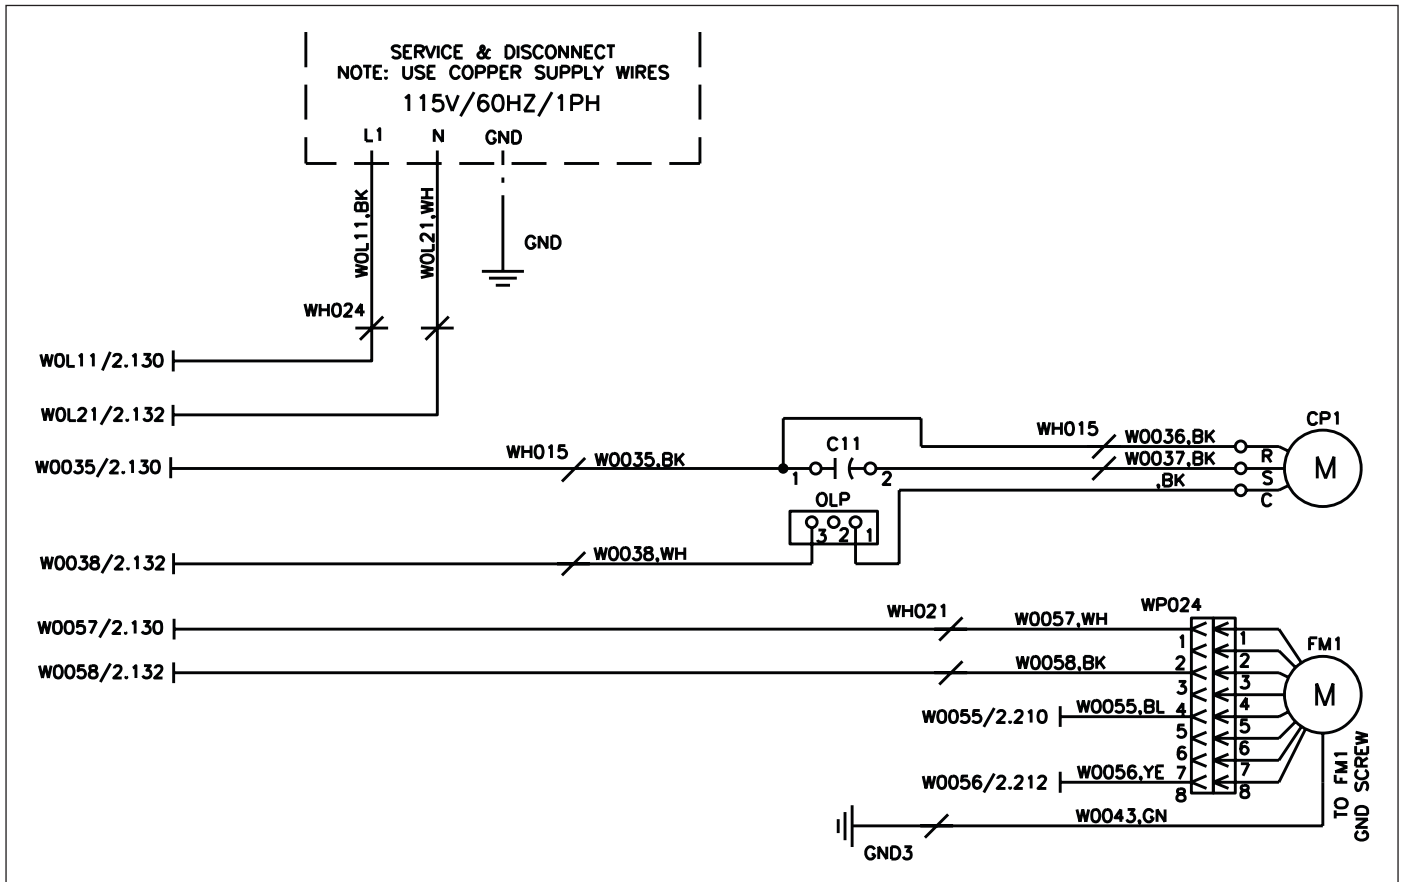 SERVICE & DISCONNECT
NOTE: USE COPPER SUPPLY WIRES
115V/60HZ/1PH
L1 N GND
WOL11,BK
WOL21,WH
GND
WH024
WOL11/2.130
WOL21/2.132
CP1
WH015
W0036,BK
C11
WH015
W0035/2.130
W0035,BK
W0037,BK
R
1 2
,BK
S
OLP
C
3 2 1
W0038/2.132
W0038,WH
WP024
WH021
W0057/2.130
W0057,WH
1 1
FM1
W0058/2.132
W0058,BK
2 2
3 3
W0055/2.210
W0055,BL
4 4
5 5
6 6
W0056/2.212
W0056,YE
7 7
8 8
TO FM1
GND SCREW
W0043,GN
GND3
M
M